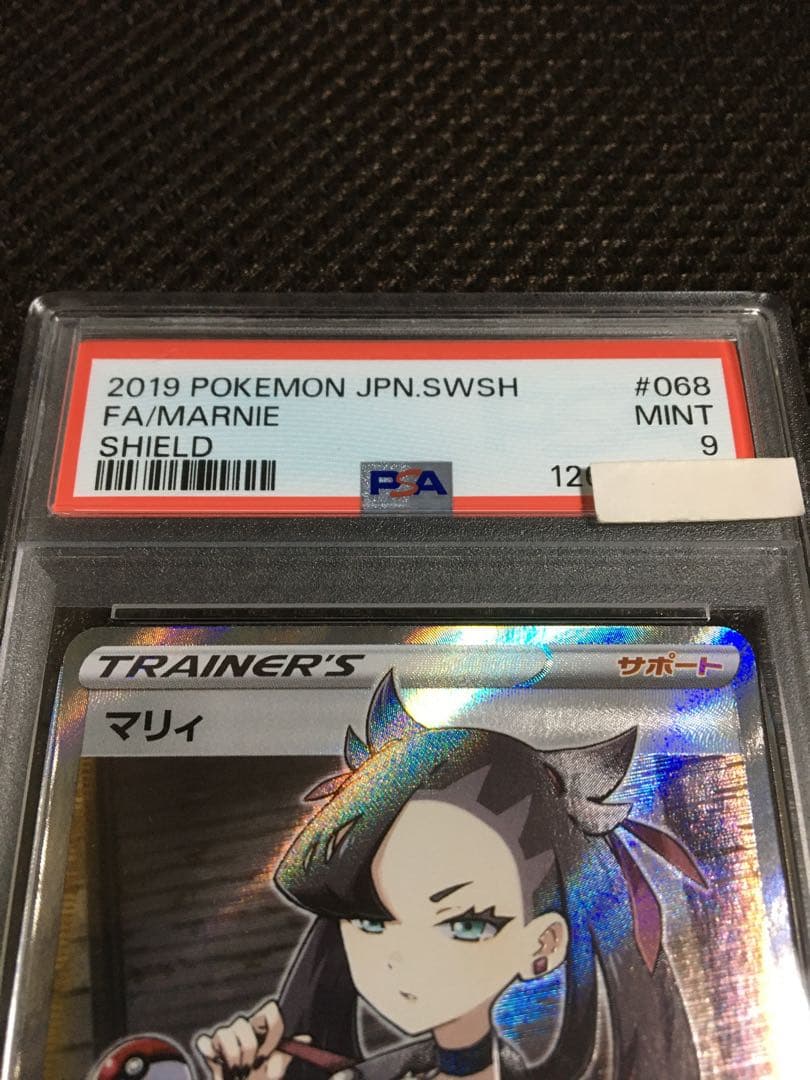 2019 POKEMON JPN.SWSH #068
FA/MARNIE MINT
SHIELD 9
PSA
TRAINER'S サポート
マリィ